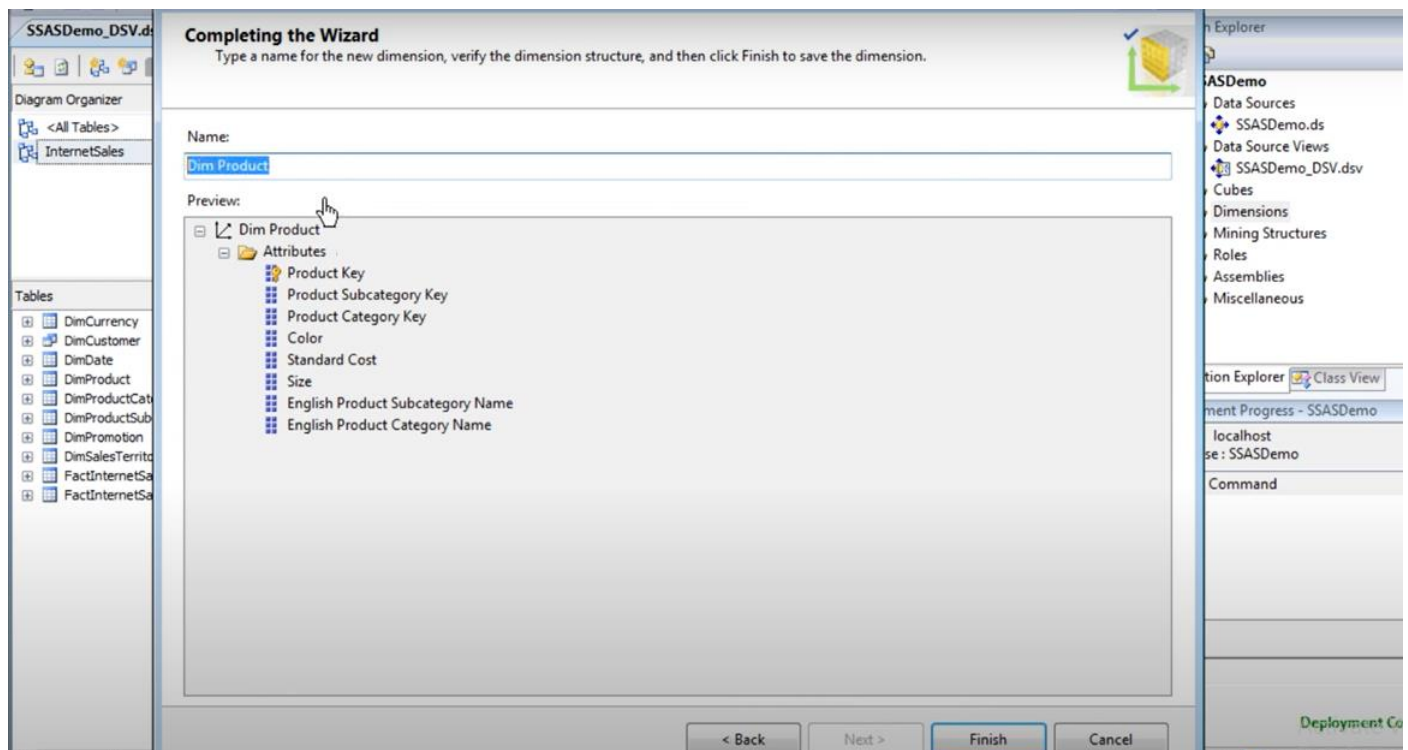 SSASDemo_DSV.ds
Diagram Organizer
<All Tables>
InternetSales
Tables
DimCurrency
DimCustomer
DimDate
DimProduct
DimProductCat
DimProductSub
DimPromotion
DimSalesTerrito
FactInternetSa
FactInternetSa
Completing the Wizard
Type a name for the new dimension, verify the dimension structure, and then click Finish to save the dimension.
Name:
Dim Product
Preview:
Dim Product
Attributes
Product Key
Product Subcategory Key
Product Category Key
Color
Standard Cost
Size
English Product Subcategory Name
English Product Category Name
< Back
Next >
Finish
Cancel
n Explorer
SASDemo
Data Sources
SSASDemo.ds
Data Source Views
SSASDemo_DSV.dsv
Cubes
Dimensions
Mining Structures
Roles
Assemblies
Miscellaneous
tion Explorer Class View
ment Progress - SSASDemo
localhost
se : SSASDemo
Command
Deployment Co